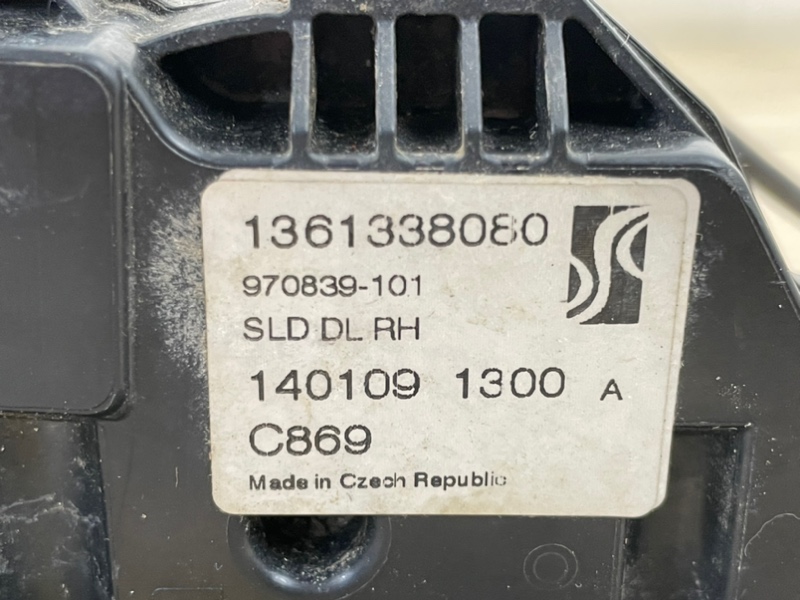 1361338080
970839-101
SLD DL RH
140109 1300 A
C869
Made in Czech Republic